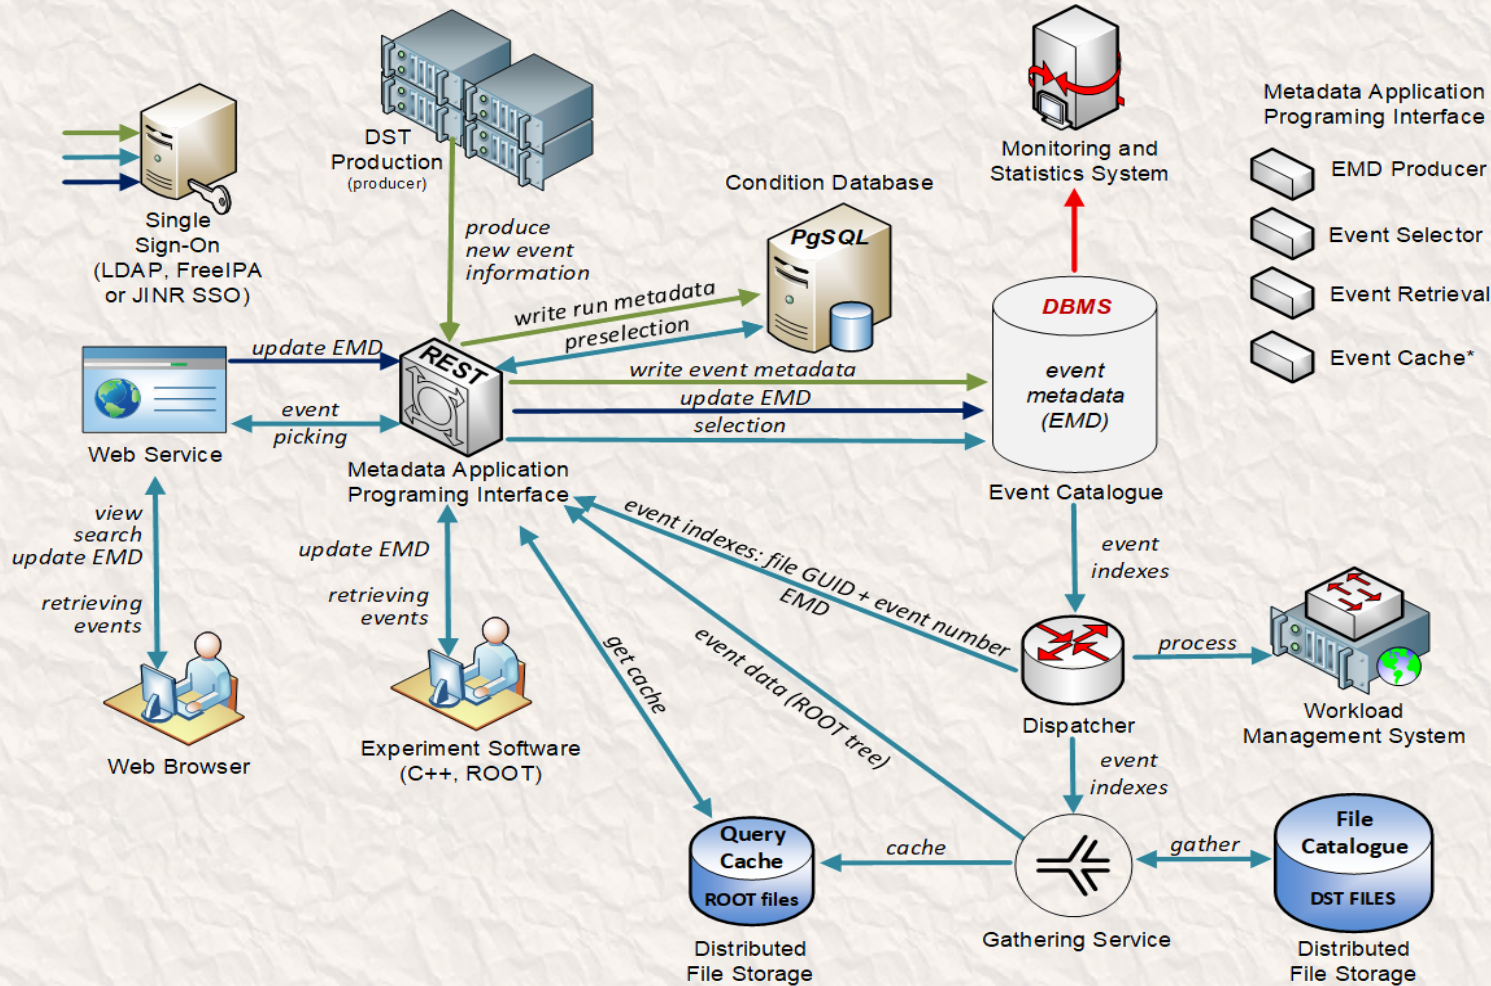 DST
Production
(producer)
Single
Sign-On
(LDAP, FreeIPA
or JINR SSO)
produce
new event
information
Condition Database
PgSQL
Monitoring and
Statistics System
Metadata Application
Programing Interface
EMD Producer
Event Selector
Event Retrieval
Event Cache*
write run metadata
preselection
update EMD
REST
write event metadata
update EMD
selection
DBMS
event
metadata
(EMD)
event
picking
Web Service
Metadata Application
Programing Interface
Event Catalogue
view
search
update EMD
retrieving
events
update EMD
retrieving
events
event indexes: file GUID + event number
EMD
event
indexes
get cache
event data (ROOT tree)
process
Dispatcher
Workload
Management System
Web Browser
Experiment Software
(C++, ROOT)
event
indexes
Query
Cache
ROOT files
cache
gather
File
Catalogue
DST FILES
Distributed
File Storage
Gathering Service
Distributed
File Storage